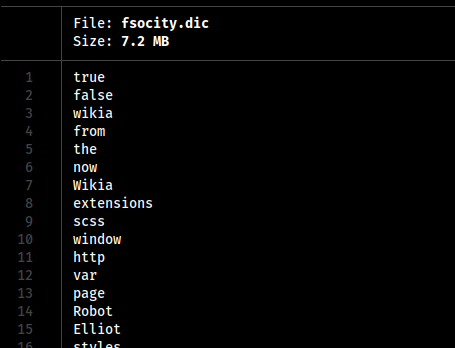 File: fsocity.dic
Size: 7.2 MB
1 true
2 false
3 wikia
4 from
5 the
6 now
7 Wikia
8 extensions
9 scss
10 window
11 http
12 var
13 page
14 Robot
15 Elliot
16 styles